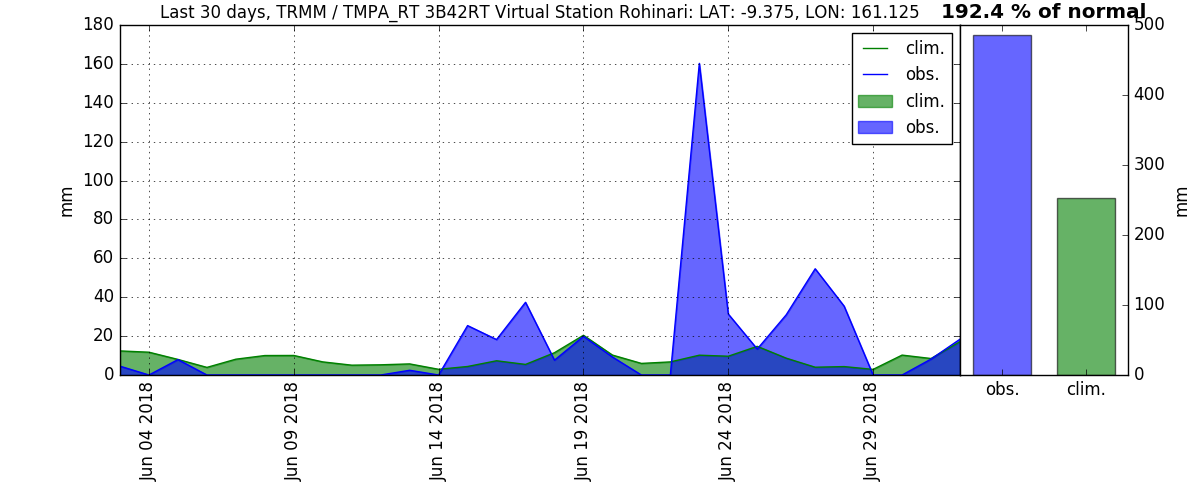 Last 30 days, TRMM / TMPA_RT 3B42RT Virtual Station Rohinari: LAT: -9.375, LON: 161.125
192.4 % of normal
180
160
140
120
100
80
60
40
20
0
mm
clim.
obs.
clim.
obs.
Jun 04 2018
Jun 09 2018
Jun 14 2018
Jun 19 2018
Jun 24 2018
Jun 29 2018
500
400
300
200
100
0
mm
obs.
clim.